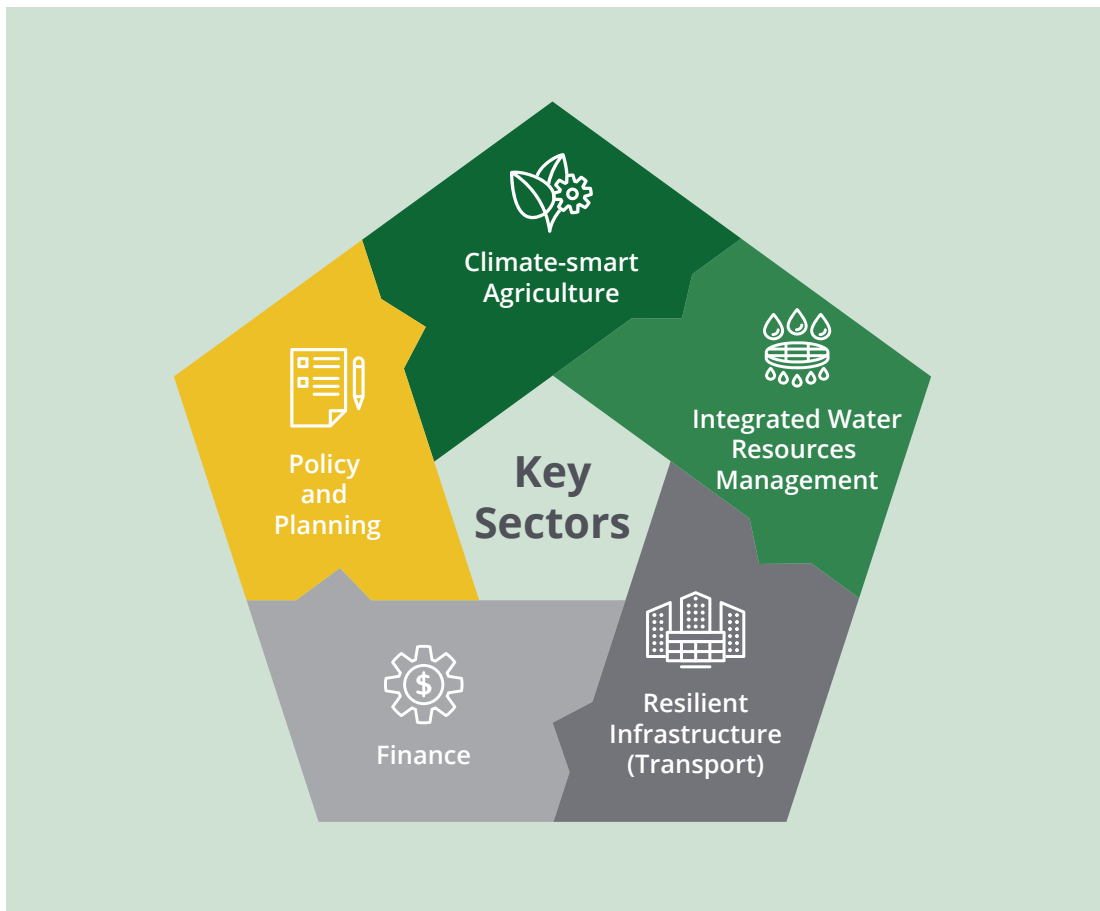 Climate-smart
Agriculture
Integrated Water
Resources
Management
Policy
and
Planning
Key
Sectors
Resilient
Infrastructure
(Transport)
$
Finance